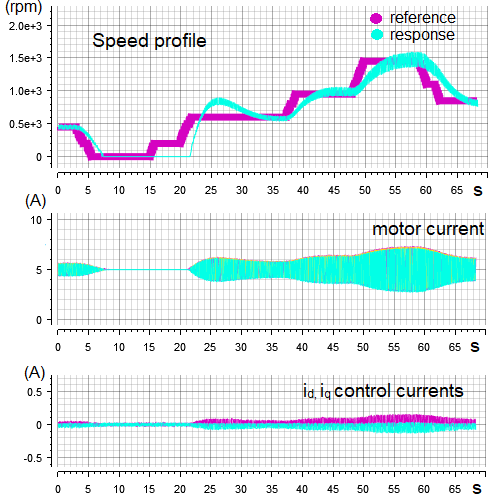 (rpm)
2.0e+3
1.5e+3
1.0e+3
5.0e+2
0
Speed profile
reference
response
0 5 10 15 20 25 30 35 40 45 50 55 60 65 S
(A)
10
5
0
motor current
0 5 10 15 20 25 30 35 40 45 50 55 60 65 S
(A)
0.5
0
-0.5
id, iq control currents
0 5 10 15 20 25 30 35 40 45 50 55 60 65 S